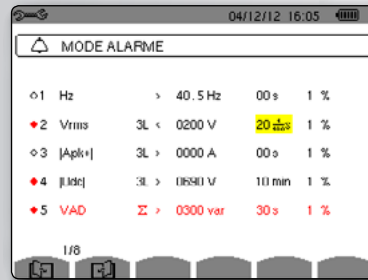 04/12/12 16:05
MODE ALARME
1 Hz > 40.5 Hz 00 s 1 %
2 Vrms 3L < 0200 V 20 s 1 %
3 |Apk+| 3L > 0000 A 00 s 1 %
4 |Udc| 3L > 0690 V 10 min 1 %
5 VAD Σ > 0300 var 30 s 1 %
1/8